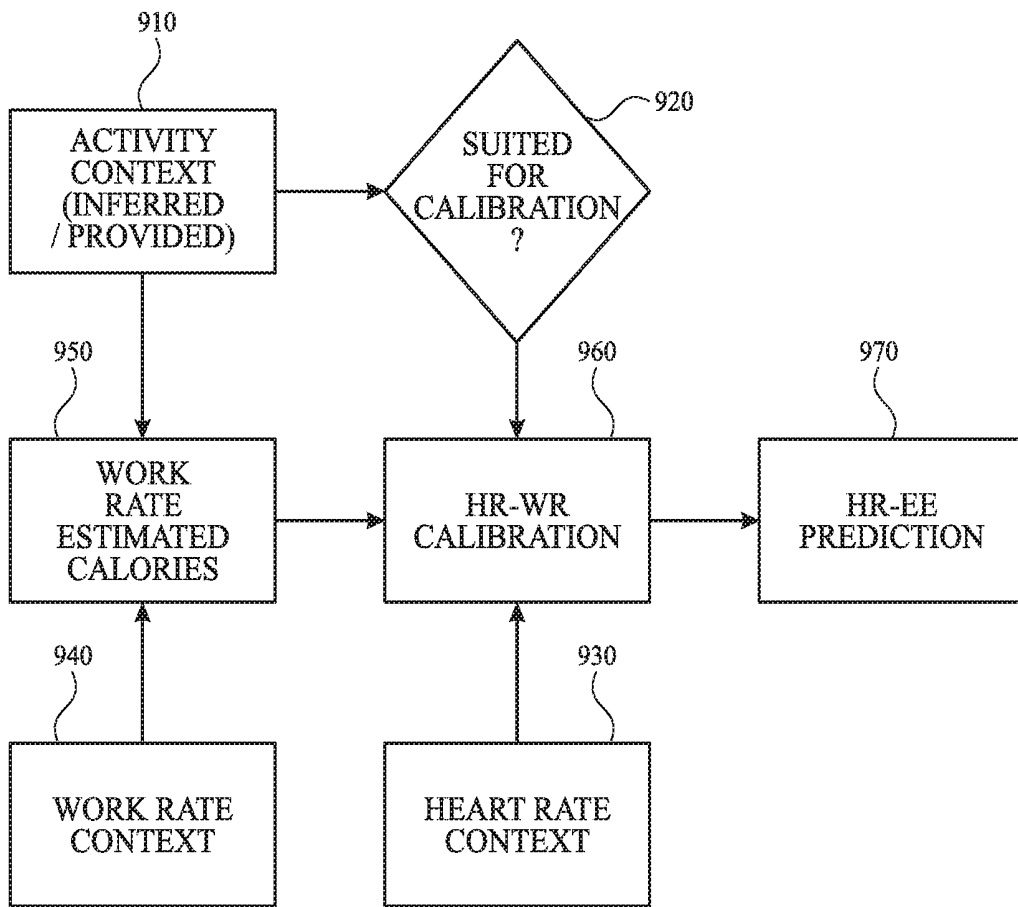 910
ACTIVITY
CONTEXT
(INFERRED
/ PROVIDED)
920
SUITED
FOR
CALIBRATION
?
950
WORK
RATE
ESTIMATED
CALORIES
960
HR-WR
CALIBRATION
970
HR-EE
PREDICTION
940
WORK RATE
CONTEXT
930
HEART RATE
CONTEXT